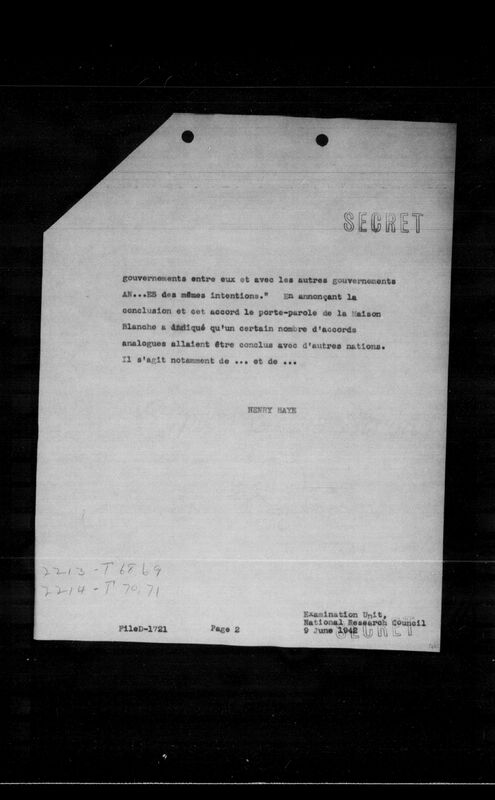 SECRET
gouvernements entre eux et avec les autres gouvernements
AN...ES des mêmes intentions." En annonçant la
conclusion et cet accord le porte-parole de la Maison
Blanche a indiqué qu'un certain nombre d'accords
analogues allaient être conclus avec d'autres nations.
Il s'agit notamment de ... et de ...
HENRY HAYE
2213 - T 68.69
2214 - T 70,71
Examination Unit,
National Research Council
FileD-1721 Page 2 9 June 1942
SECRET